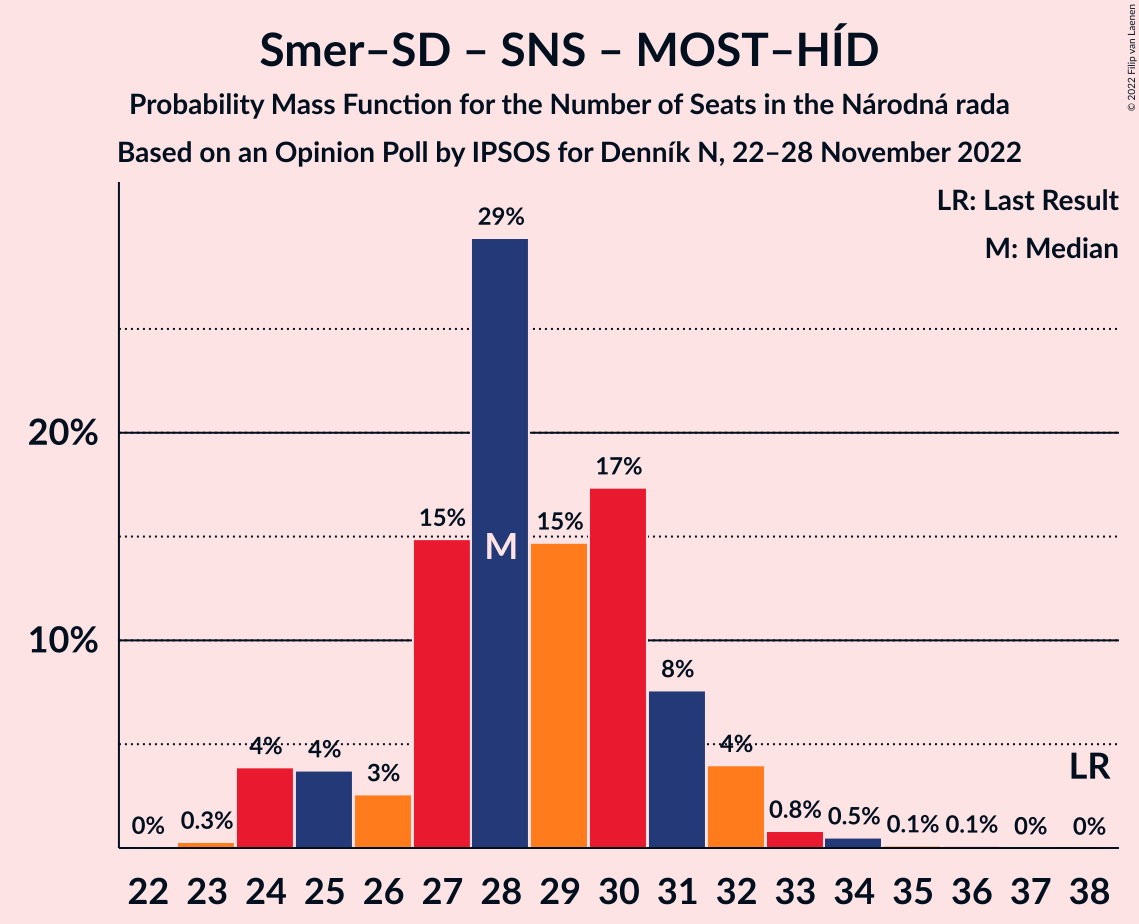 Smer–SD – SNS – MOST–HÍD
Probability Mass Function for the Number of Seats in the Národná rada
Based on an Opinion Poll by IPSOS for Denník N, 22–28 November 2022
© 2022 Filip van Laenen
LR: Last Result
M: Median
20%
10%
0%
0.3%
4%
4%
3%
15%
29%
15%
17%
8%
4%
0.8%
0.5%
0.1%
0.1%
0%
0%
M
LR
22 23 24 25 26 27 28 29 30 31 32 33 34 35 36 37 38